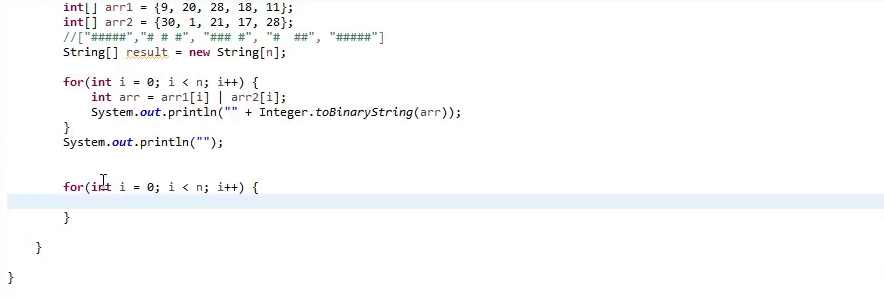 int[] arr1 = {9, 20, 28, 18, 11};
int[] arr2 = {30, 1, 21, 17, 28};
//["#####","# # #", "### #", "#  ##", "#####"]
String[] result = new String[n];
for(int i = 0; i < n; i++) {
int arr = arr1[i] | arr2[i];
System.out.println("" + Integer.toBinaryString(arr));
}
System.out.println("");
for(int i = 0; i < n; i++) {
}
}
}